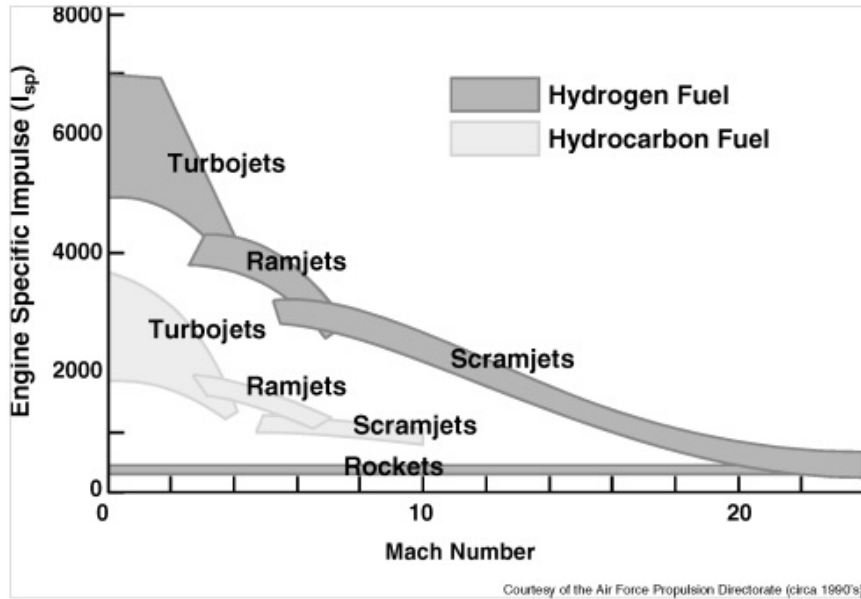 8000
6000
4000
2000
0
Engine Specific Impulse (Isp)
Hydrogen Fuel
Hydrocarbon Fuel
Turbojets
Ramjets
Turbojets
Scramjets
Ramjets
Scramjets
Rockets
0 10 20
Mach Number
Courtesy of the Air Force Propulsion Directorate (circa 1990's)